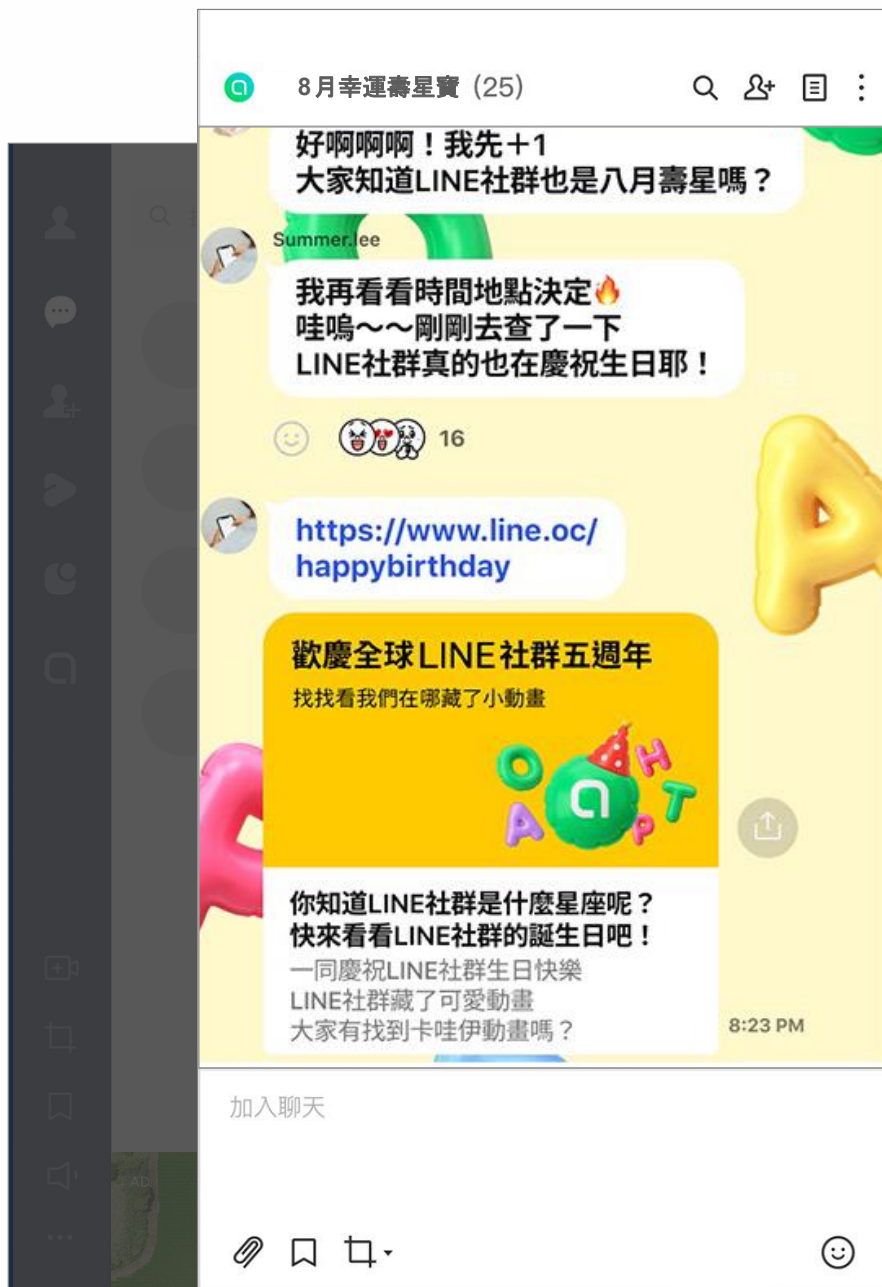 8月幸運壽星寶 (25)
好啊啊啊！我先＋1
大家知道LINE社群也是八月壽星嗎？
Summer.lee
我再看看時間地點決定🔥
哇嗚～～剛剛去查了一下
LINE社群真的也在慶祝生日耶！
16
https://www.line.oc/
happybirthday
歡慶全球LINE社群五週年
找找看我們在哪藏了小動畫
O
H
A
P
T
你知道LINE社群是什麼星座呢？
快來看看LINE社群的誕生日吧！
一同慶祝LINE社群生日快樂
LINE社群藏了可愛動畫
大家有找到卡哇伊動畫嗎？
8:23 PM
加入聊天
AD